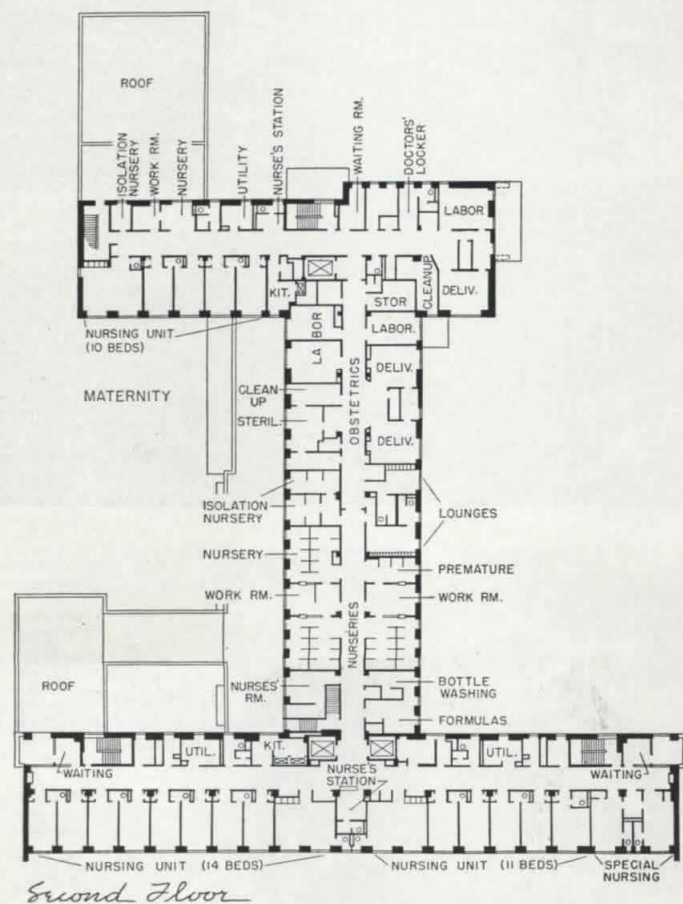 ROOF
ISOLATION NURSERY
WORK RM.
NURSERY
UTILITY
NURSE'S STATION
WAITING RM.
DOCTORS' LOCKER
LABOR
CLEANUP
DELIV.
STOR
KIT.
NURSING UNIT
(10 BEDS)
LABOR
LABOR.
LABOR
DELIV.
MATERNITY
CLEAN UP
OBSTETRICS
STERIL.
DELIV.
ISOLATION
NURSERY
LOUNGES
NURSERY
PREMATURE
WORK RM.
WORK RM.
NURSERIES
ROOF
NURSES'
RM.
BOTTLE
WASHING
FORMULAS
UTIL.
KIT.
UTIL.
WAITING
NURSE'S
STATION
WAITING
NURSING UNIT (14 BEDS)
NURSING UNIT (11 BEDS)
SPECIAL
NURSING
Second Floor